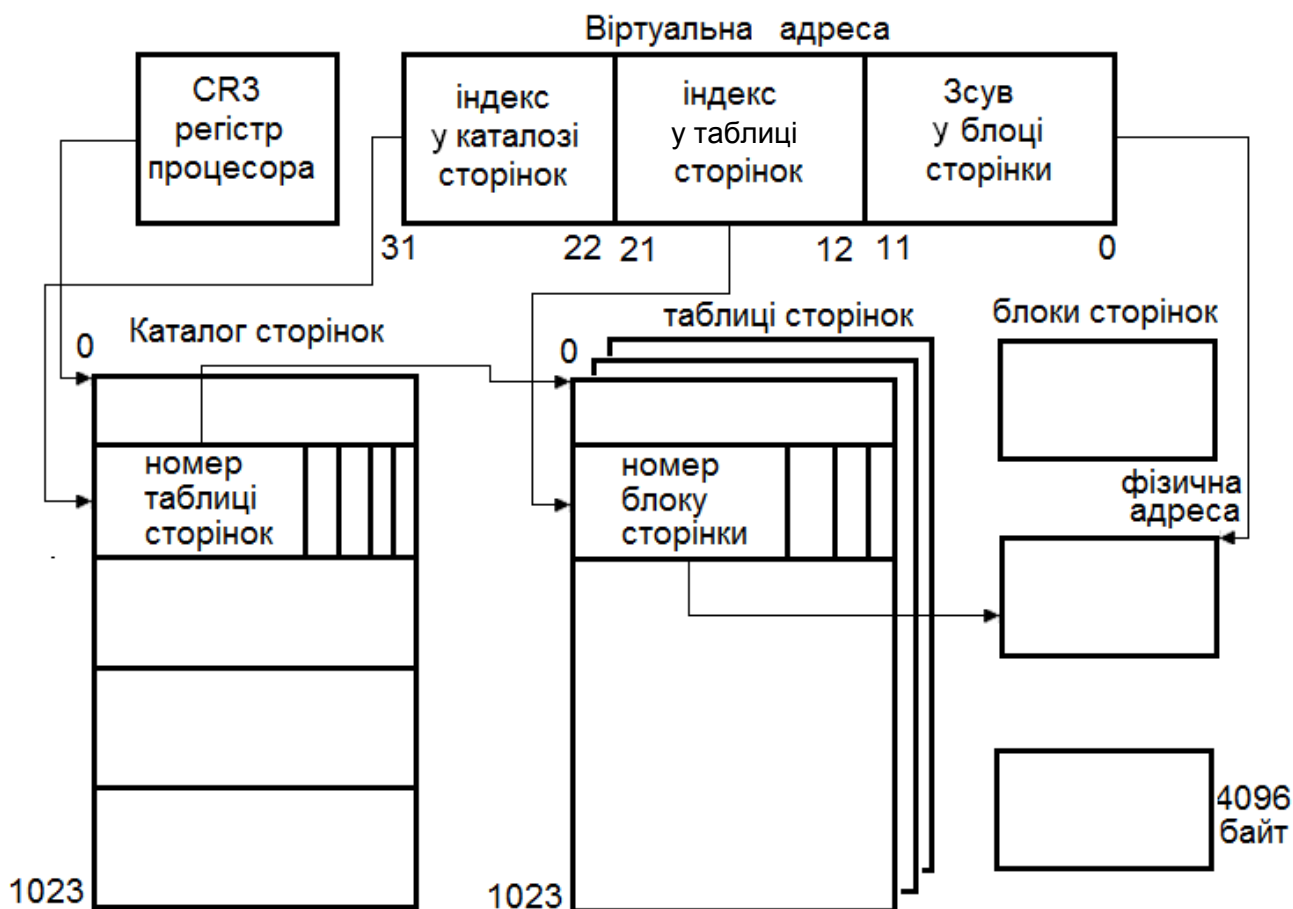 Віртуальна адреса
CR3
регістр
процесора
індекс
у каталозі
сторінок
індекс
у таблиці
сторінок
Зсув
у блоці
сторінки
31
22
21
12
11
0
Каталог сторінок
таблиці сторінок
блоки сторінок
0
0
номер
таблиці
сторінок
номер
блоку
сторінки
фізична
адреса
4096
байт
1023
1023